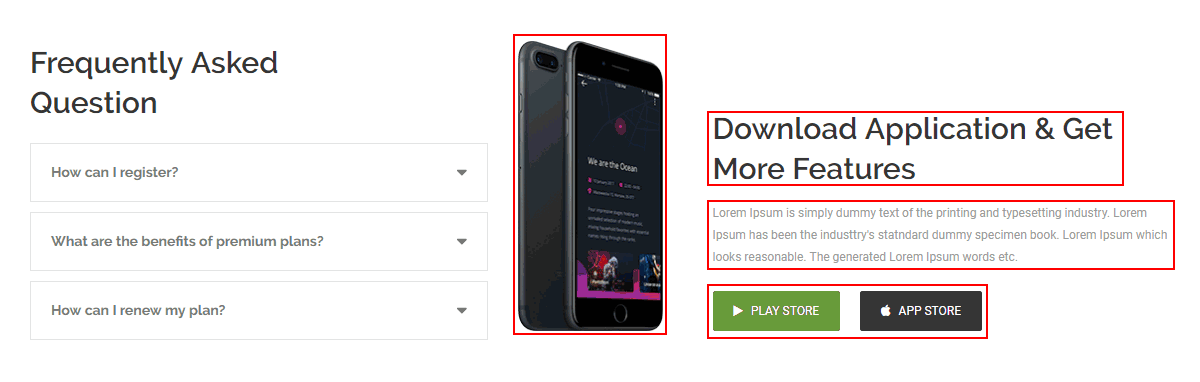 Frequently Asked
Question
How can I register?
What are the benefits of premium plans?
How can I renew my plan?
We are the Ocean
Download Application & Get
More Features
Lorem Ipsum is simply dummy text of the printing and typesetting industry. Lorem
Ipsum has been the industtry's statndard dummy specimen book. Lorem Ipsum which
looks reasonable. The generated Lorem Ipsum words etc.
PLAY STORE
APP STORE